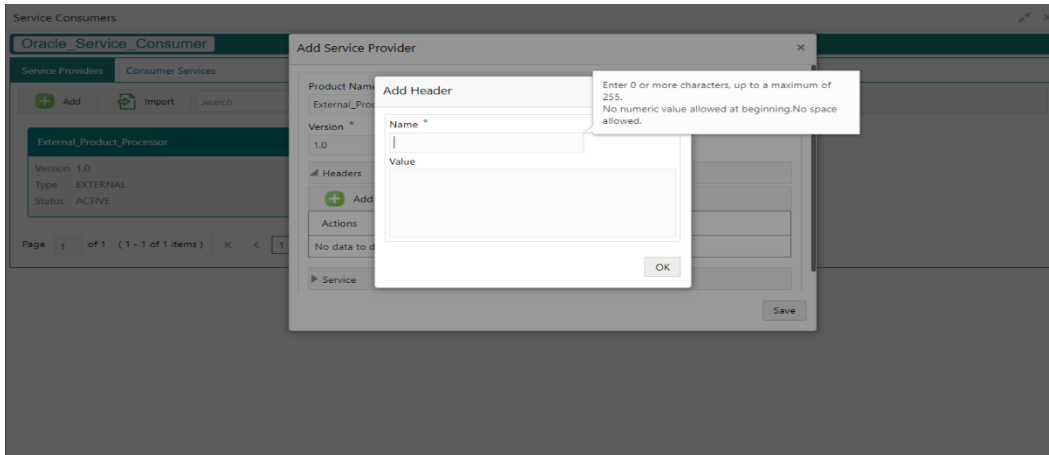 Service Consumers
Oracle_Service_Consumer
Service Providers Consumer Services
Add Import search
External_Product_Processor
Version 1.0
Type EXTERNAL
Status ACTIVE
Page 1 of 1 (1 - 1 of 1 items) K < 1
Add Service Provider ×
Product Name
External_Proc
Version *
1.0
Headers
Add
Actions
No data to d
Service
Save
Add Header
Name *
Value
OK
Enter 0 or more characters, up to a maximum of
255.
No numeric value allowed at beginning.No space
allowed.